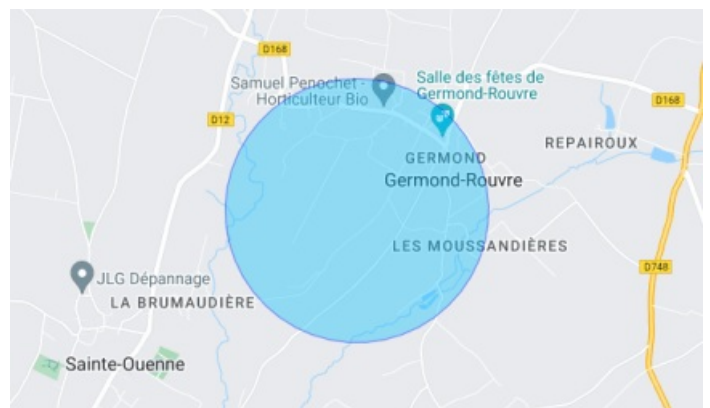 D168
Samuel Penochet -
Horticulteur Bio
Salle des fêtes de
Germond-Rouvre
D168
D12
REPAIROUX
GERMOND
Germond-Rouvre
LES MOUSSANDIÈRES
D748
JLG Dépannage
LA BRUMAUDIÈRE
Sainte-Ouenne